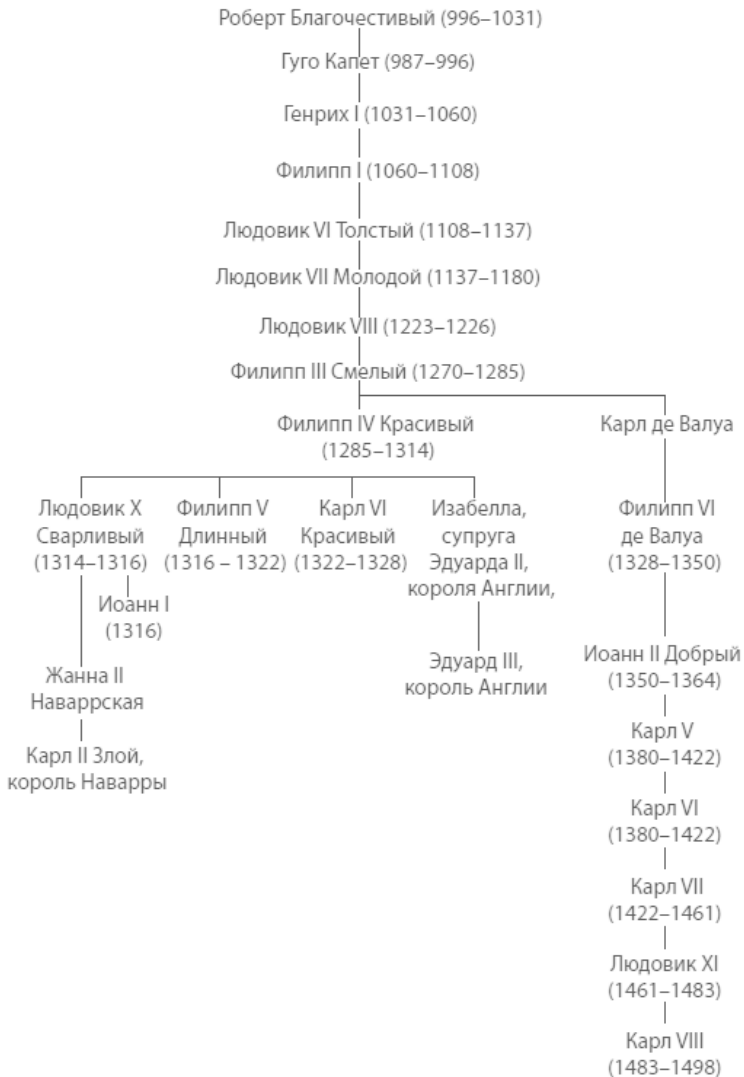 Роберт Благочестивый (996–1031)
Гуго Капет (987–996)
Генрих I (1031–1060)
Филипп I (1060–1108)
Людовик VI Толстый (1108–1137)
Людовик VII Молодой (1137–1180)
Людовик VIII (1223–1226)
Филипп III Смелый (1270–1285)
Филипп IV Красивый
(1285–1314)
Карл де Валуа
Людовик X
Сварливый
(1314–1316)
Филипп V
Длинный
(1316 – 1322)
Карл VI
Красивый
(1322–1328)
Изабелла,
супруга
Эдуарда II,
короля Англии,
Филипп VI
де Валуа
(1328–1350)
Иоанн I
(1316)
Жанна II
Наваррская
Карл II Злой,
король Наварры
Эдуард III,
король Англии
Иоанн II Добрый
(1350–1364)
Карл V
(1380–1422)
Карл VI
(1380–1422)
Карл VII
(1422–1461)
Людовик XI
(1461–1483)
Карл VIII
(1483–1498)